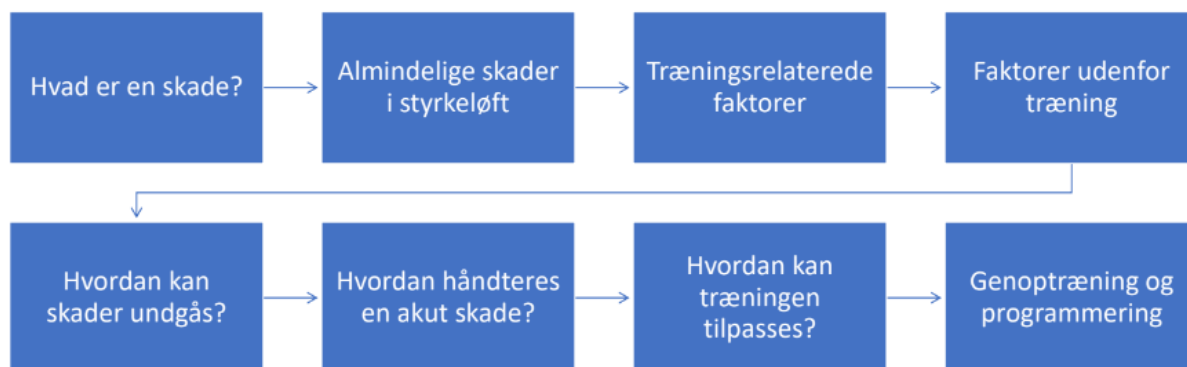 Hvad er en skade?
Almindelige skader
i styrkeløft
Træningsrelaterede
faktorer
Faktorer udenfor
træning
Hvordan kan
skader undgås?
Hvordan håndteres
en akut skade?
Hvordan kan
træningen
tilpasses?
Genoptræning og
programmering